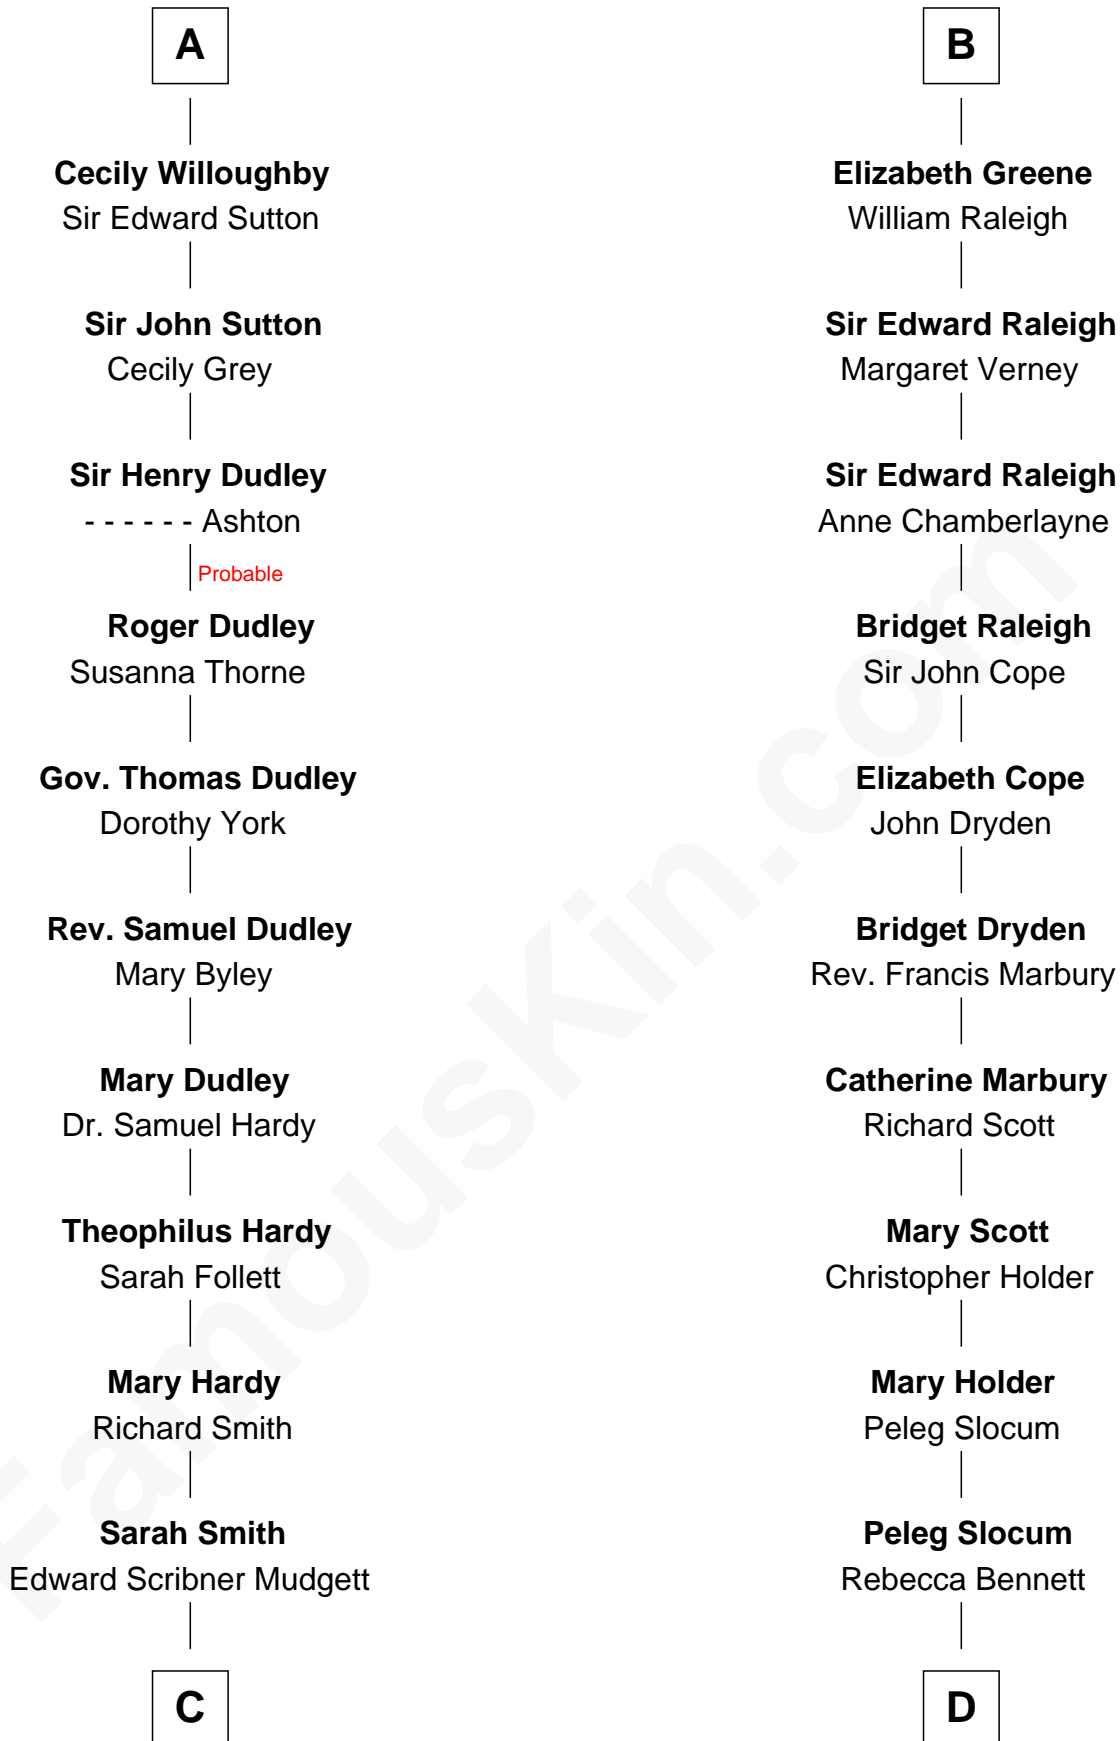 A
Cecily Willoughby
Sir Edward Sutton
Sir John Sutton
Cecily Grey
Sir Henry Dudley
- - - - - - Ashton
Probable
Roger Dudley
Susanna Thorne
Gov. Thomas Dudley
Dorothy York
Rev. Samuel Dudley
Mary Byley
Mary Dudley
Dr. Samuel Hardy
Theophilus Hardy
Sarah Follett
Mary Hardy
Richard Smith
Sarah Smith
Edward Scribner Mudgett
C
B
Elizabeth Greene
William Raleigh
Sir Edward Raleigh
Margaret Verney
Sir Edward Raleigh
Anne Chamberlayne
Bridget Raleigh
Sir John Cope
Elizabeth Cope
John Dryden
Bridget Dryden
Rev. Francis Marbury
Catherine Marbury
Richard Scott
Mary Scott
Christopher Holder
Mary Holder
Peleg Slocum
Peleg Slocum
Rebecca Bennett
D
FamousKin.com